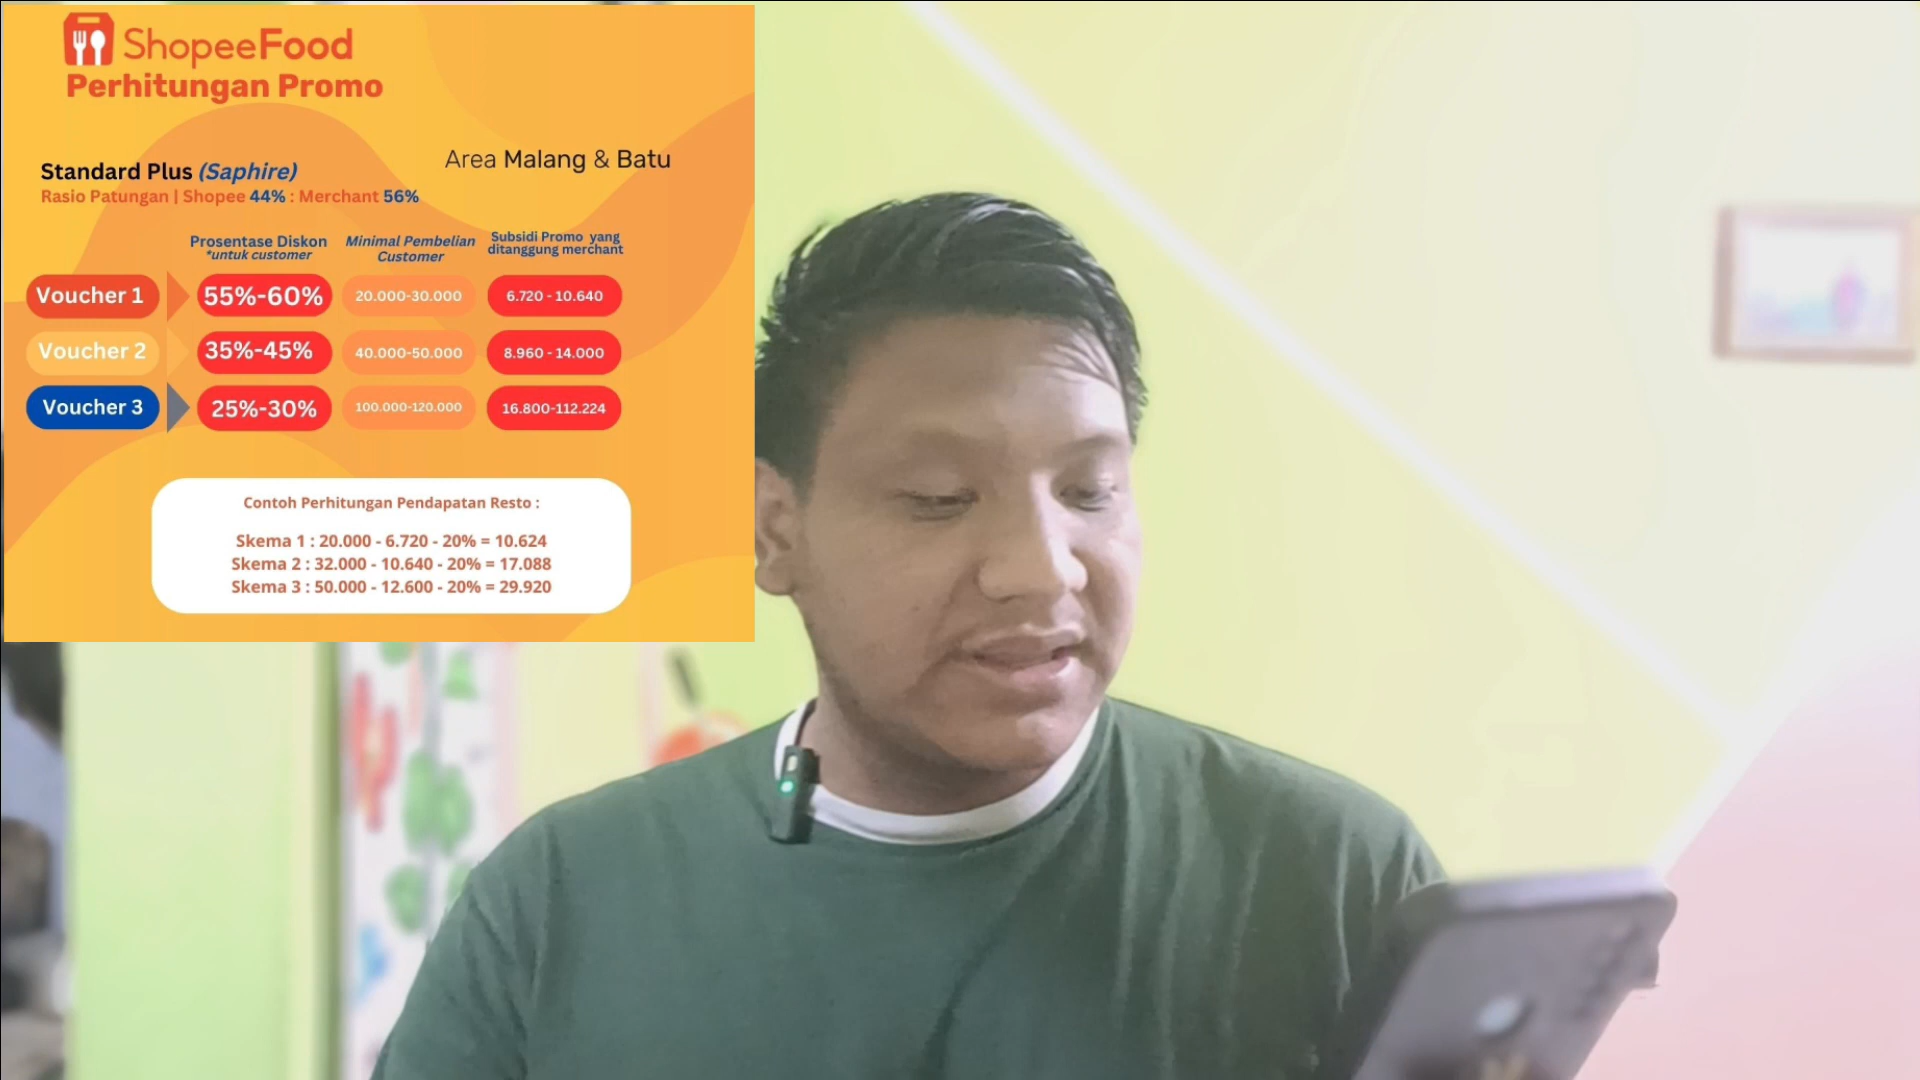 ShopeeFood
Perhitungan Promo
Area Malang & Batu
Standard Plus (Saphire)
Rasio Patungan | Shopee 44% : Merchant 56%
Prosentase Diskon
*untuk customer
Minimal Pembelian
Customer
Subsidi Promo yang
ditanggung merchant
Voucher 1 55%-60% 20.000-30.000 6.720 - 10.640
Voucher 2 35%-45% 40.000-50.000 8.960 - 14.000
Voucher 3 25%-30% 100.000-120.000 16.800-112.224
Contoh Perhitungan Pendapatan Resto :
Skema 1 : 20.000 - 6.720 - 20% = 10.624
Skema 2 : 32.000 - 10.640 - 20% = 17.088
Skema 3 : 50.000 - 12.600 - 20% = 29.920